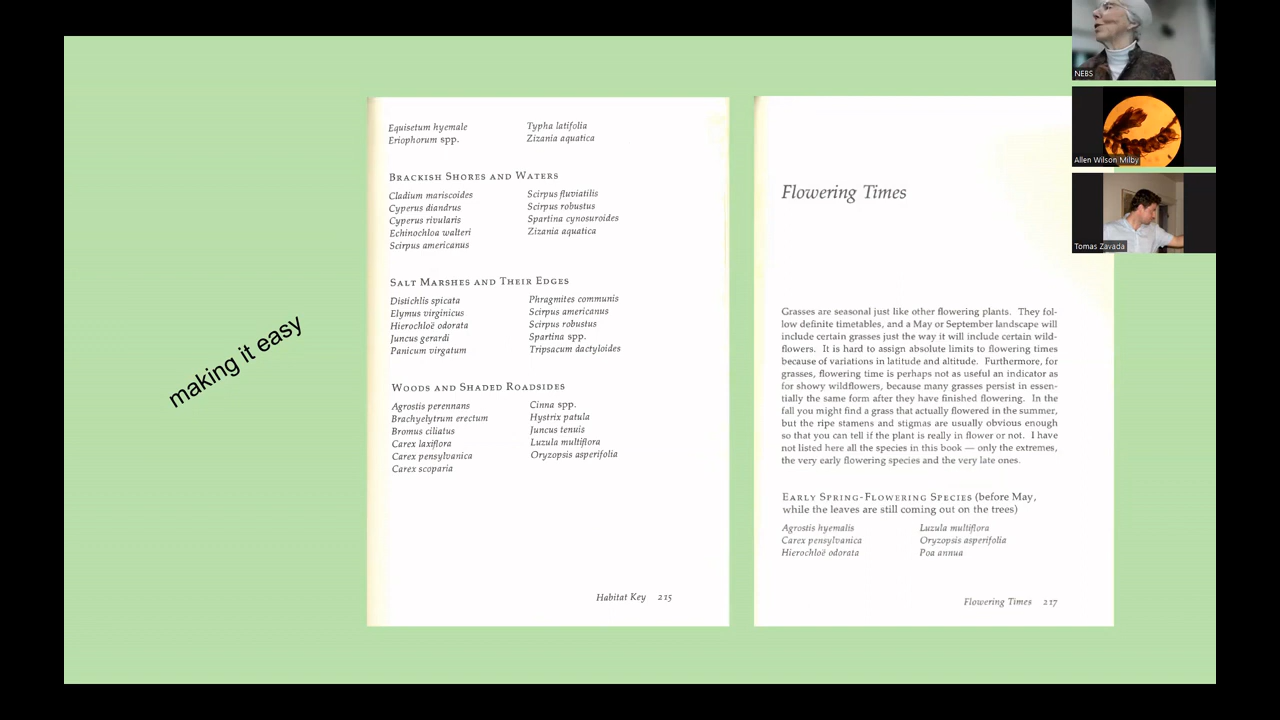 making it easy
Equisetum hyemale
Eriophorum spp.
Typha latifolia
Zizania aquatica
BRACKISH SHORES AND WATERS
Cladium mariscoides
Cyperus diandrus
Cyperus rivularis
Echinochloa walteri
Scirpus americanus
Scirpus fluviatilis
Scirpus robustus
Spartina cynosuroides
Zizania aquatica
SALT MARSHES AND THEIR EDGES
Distichlis spicata
Elymus virginicus
Hierochloë odorata
Juncus gerardi
Panicum virgatum
Phragmites communis
Scirpus americanus
Scirpus robustus
Spartina spp.
Tripsacum dactyloides
WOODS AND SHADED ROADSIDES
Agrostis perennans
Brachyelytrum erectum
Bromus ciliatus
Carex laxiflora
Carex pensylvanica
Carex scoparia
Cinna spp.
Hystrix patula
Juncus tenuis
Luzula multiflora
Oryzopsis asperifolia
Habitat Key 215
Flowering Times
Grasses are seasonal just like other flowering plants. They fol-
low definite timetables, and a May or September landscape will
include certain grasses just the way it will include certain wild-
flowers. It is hard to assign absolute limits to flowering times
because of variations in latitude and altitude. Furthermore, for
grasses, flowering time is perhaps not as useful an indicator as
for showy wildflowers, because many grasses persist in essen-
tially the same form after they have finished flowering. In the
fall you might find a grass that actually flowered in the summer,
but the ripe stamens and stigmas are usually obvious enough
so that you can tell if the plant is really in flower or not. I have
not listed here all the species in this book — only the extremes,
the very early flowering species and the very late ones.
EARLY SPRING-FLOWERING SPECIES (before May,
while the leaves are still coming out on the trees)
Agrostis hyemalis
Carex pensylvanica
Hierochloë odorata
Luzula multiflora
Oryzopsis asperifolia
Poa annua
Flowering Times 217
NEBS
Allen Wilson Milby
Tomas Zavada